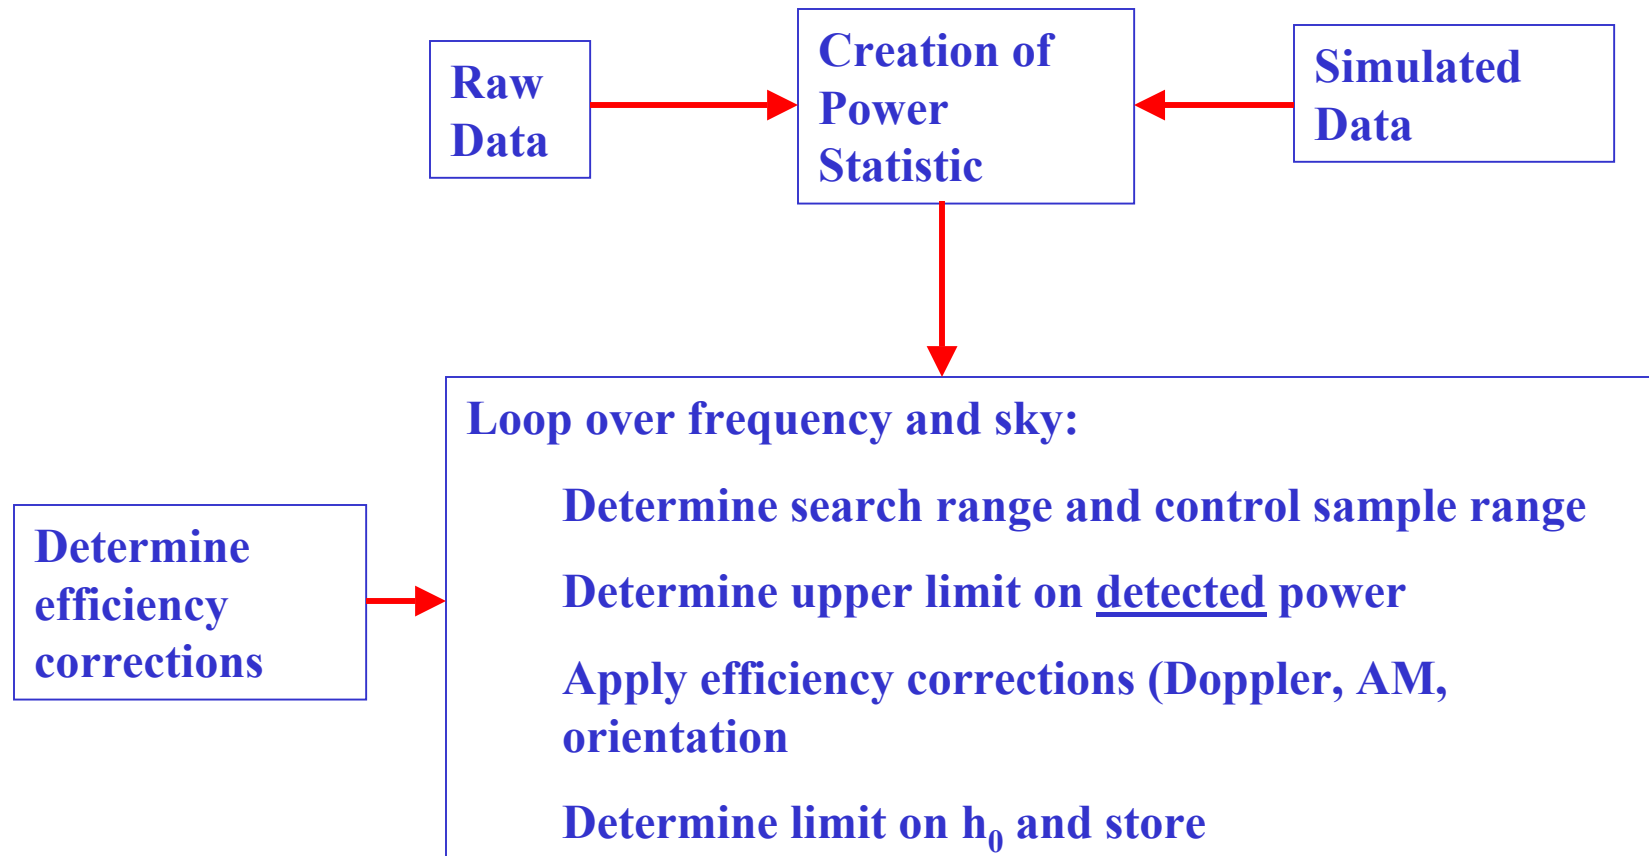 Raw
Data
Creation of
Power
Statistic
Simulated
Data
Loop over frequency and sky:
Determine search range and control sample range
Determine upper limit on detected power
Apply efficiency corrections (Doppler, AM,
orientation
Determine limit on h₀ and store
Determine
efficiency
corrections